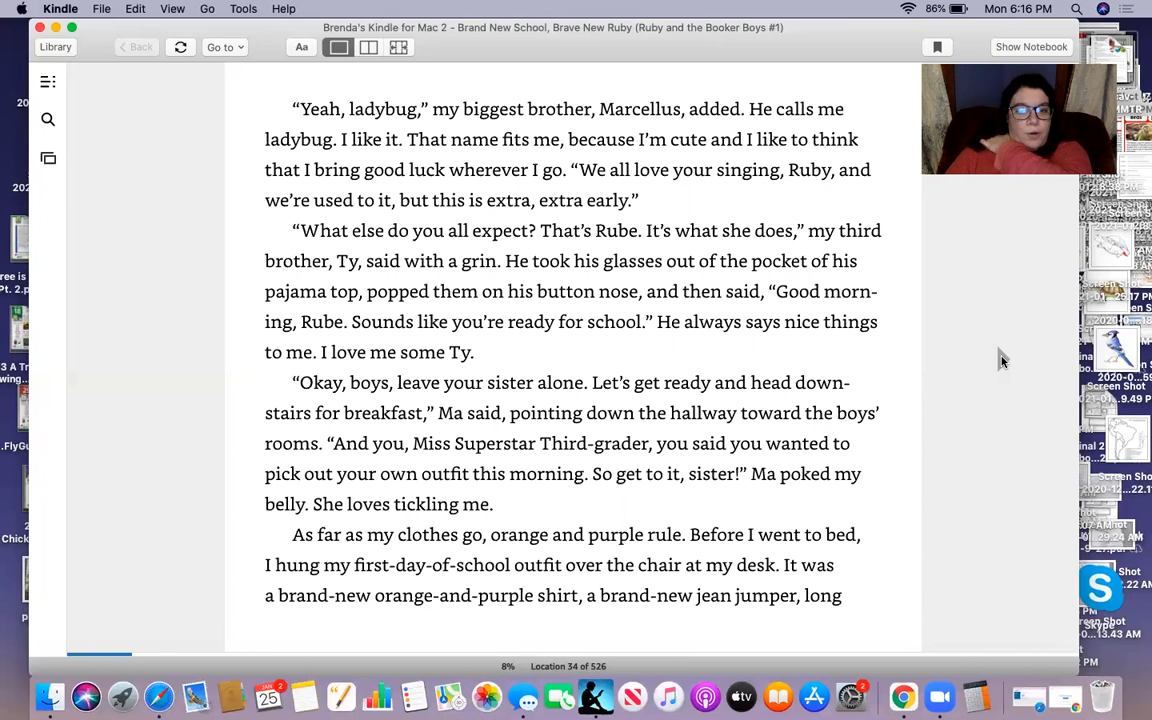 Kindle File Edit View Go Tools Help 86% Mon 6:16 PM
Brenda's Kindle for Mac 2 - Brand New School, Brave New Ruby (Ruby and the Booker Boys #1)
Library Back Go to Aa Show Notebook
“Yeah, ladybug,” my biggest brother, Marcellus, added. He calls me
ladybug. I like it. That name fits me, because I’m cute and I like to think
that I bring good luck wherever I go. “We all love your singing, Ruby, and
we’re used to it, but this is extra, extra early.”
“What else do you all expect? That’s Rube. It’s what she does,” my third
brother, Ty, said with a grin. He took his glasses out of the pocket of his
pajama top, popped them on his button nose, and then said, “Good morn-
ing, Rube. Sounds like you’re ready for school.” He always says nice things
to me. I love me some Ty.
“Okay, boys, leave your sister alone. Let’s get ready and head down-
stairs for breakfast,” Ma said, pointing down the hallway toward the boys’
rooms. “And you, Miss Superstar Third-grader, you said you wanted to
pick out your own outfit this morning. So get to it, sister!” Ma poked my
belly. She loves tickling me.
As far as my clothes go, orange and purple rule. Before I went to bed,
I hung my first-day-of-school outfit over the chair at my desk. It was
a brand-new orange-and-purple shirt, a brand-new jean jumper, long
8% Location 34 of 526
Skype
JAN
25
2
tv
2